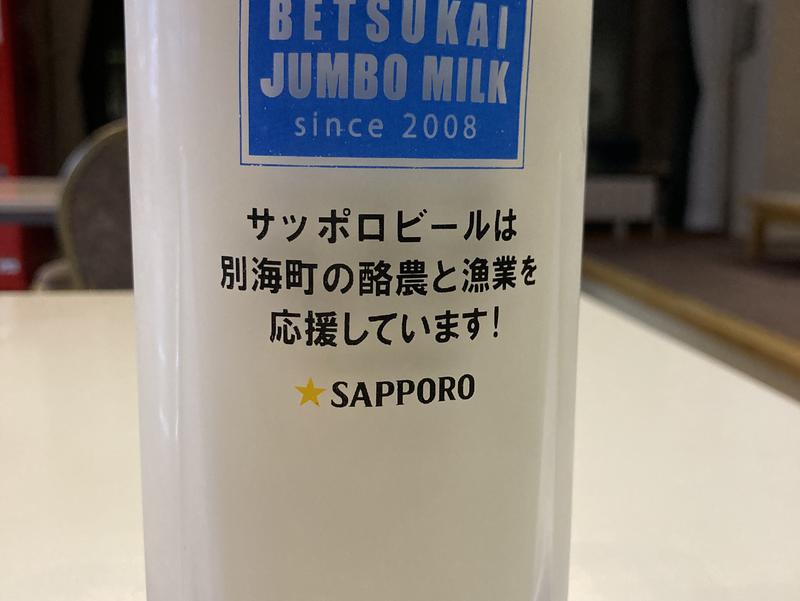 BETSUKAI
JUMBO MILK
since 2008
サッポロビールは
別海町の酪農と漁業を
応援しています!
★SAPPORO